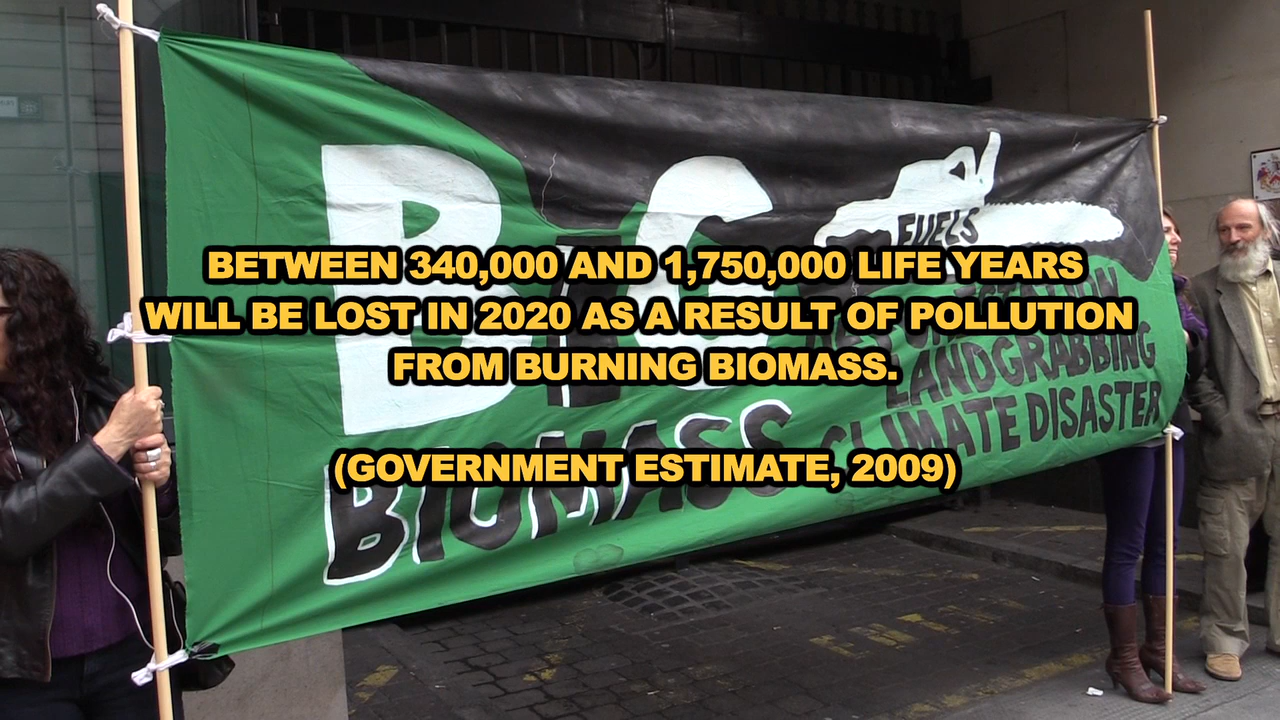 BIG
FUELS
BETWEEN 340,000 AND 1,750,000 LIFE YEARS
WILL BE LOST IN 2020 AS A RESULT OF POLLUTION
FROM BURNING BIOMASS.
LANDGRABBING
CLIMATE DISASTER
BIOMASS
(GOVERNMENT ESTIMATE, 2009)